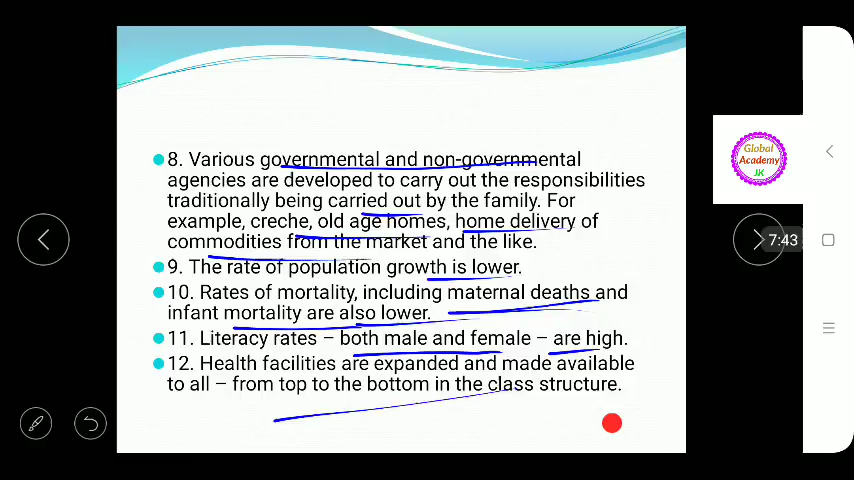 8. Various governmental and non-governmental
agencies are developed to carry out the responsibilities
traditionally being carried out by the family. For
example, creche, old age homes, home delivery of
commodities from the market and the like.
9. The rate of population growth is lower.
10. Rates of mortality, including maternal deaths and
infant mortality are also lower.
11. Literacy rates – both male and female – are high.
12. Health facilities are expanded and made available
to all – from top to the bottom in the class structure.
Global
Academy
JK
7:43